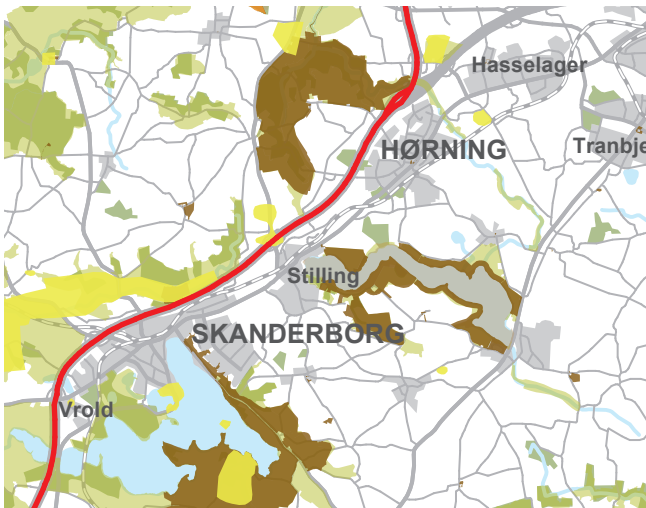 Hasselager
HØRNING
Tranbje
Stilling
SKANDERBORG
Vrold